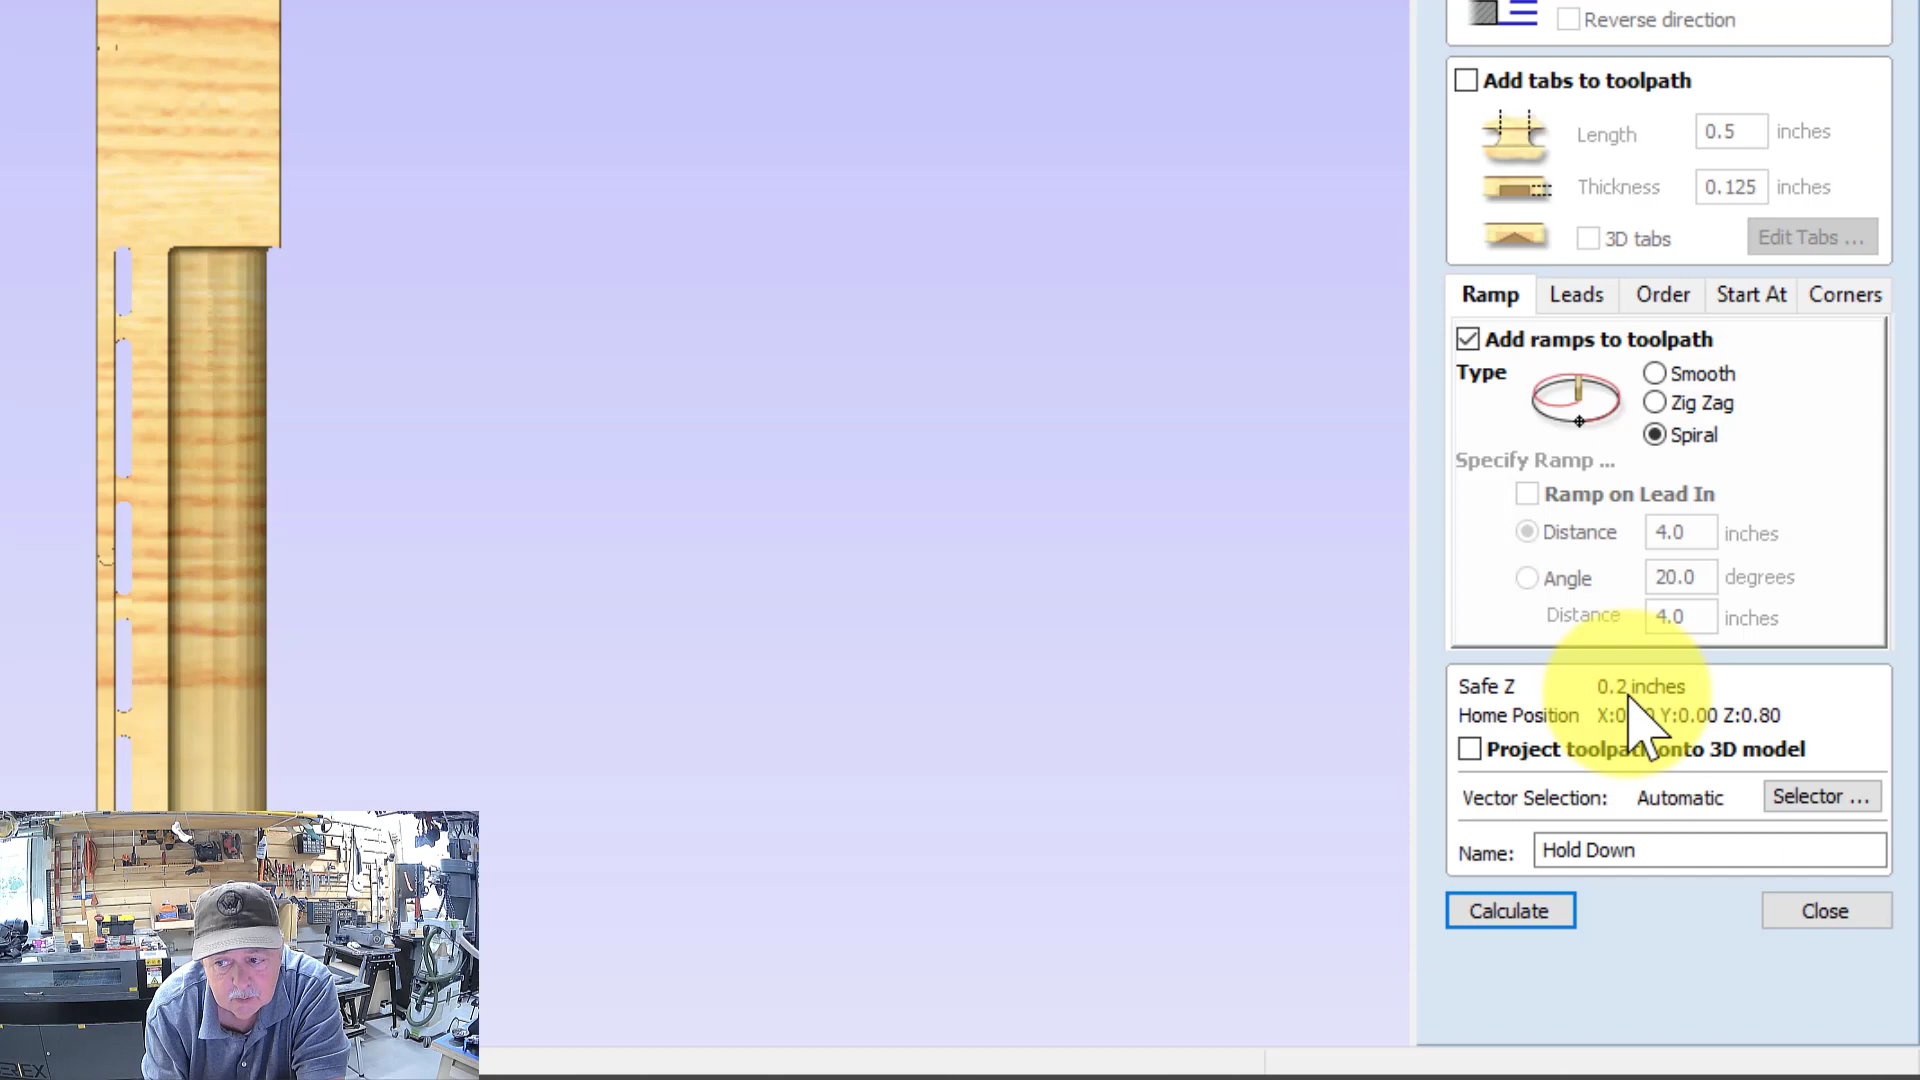 Reverse direction
Add tabs to toolpath
Length 0.5 inches
Thickness 0.125 inches
3D tabs Edit Tabs ...
Ramp Leads Order Start At Corners
Add ramps to toolpath
Type Smooth
Zig Zag
Spiral
Specify Ramp ...
Ramp on Lead In
Distance 4.0 inches
Angle 20.0 degrees
Distance 4.0 inches
Safe Z 0.2 inches
Home Position Y:0.00 Z:0.80
Project toolpath onto 3D model
Vector Selection: Automatic Selector ...
Name: Hold Down
Calculate Close